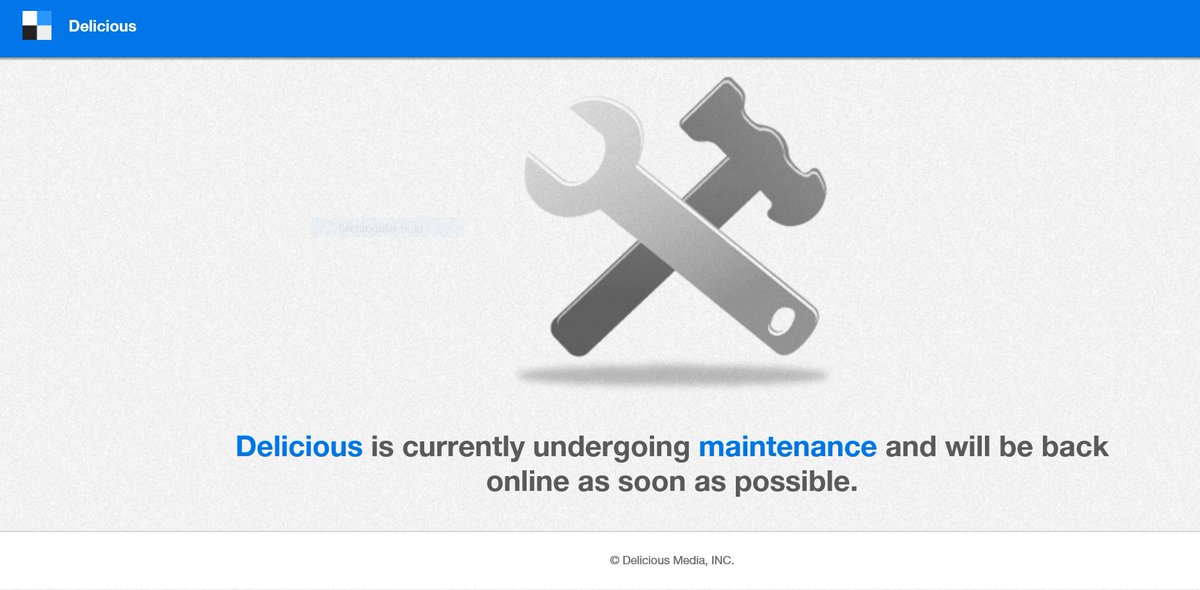 Delicious
Rectangular Snip
Delicious is currently undergoing maintenance and will be back
online as soon as possible.
© Delicious Media, INC.